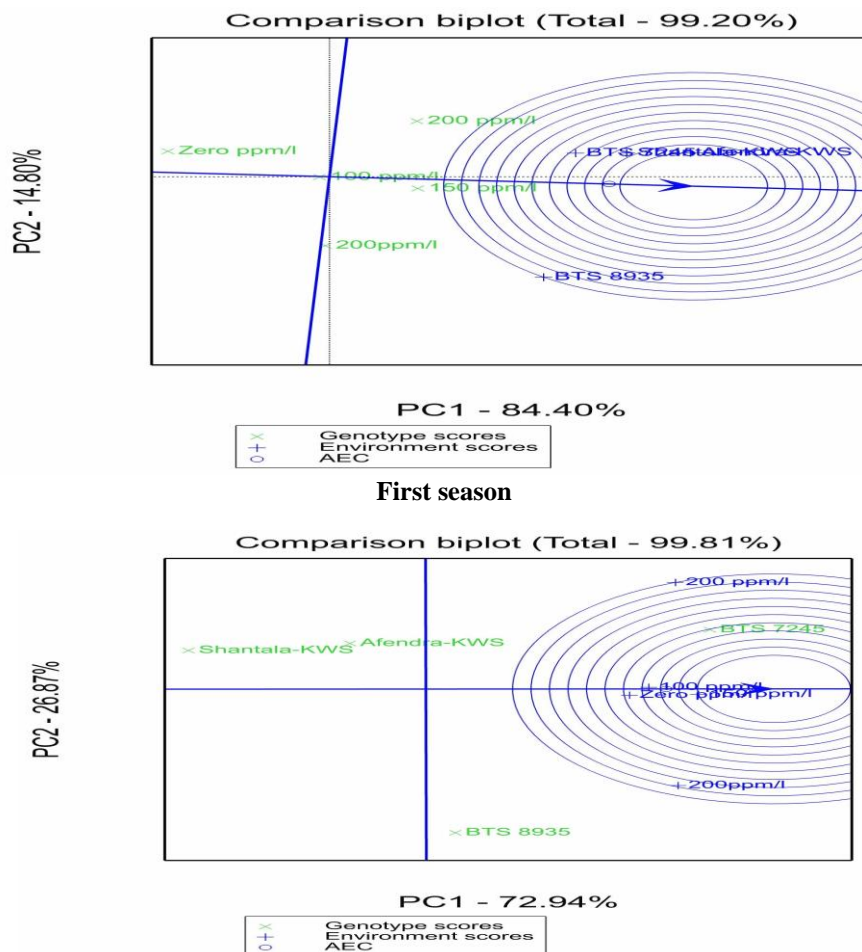 Comparison biplot (Total - 99.20%)
200 ppm/l
Zero ppm/l
BTS 7245
KWS
100 ppm/l
150 ppm/l
200ppm/l
BTS 8935
PC2 - 14.80%
PC1 - 84.40%
Genotype scores
Environment scores
AEC
First season
Comparison biplot (Total - 99.81%)
200 ppm/l
BTS 7245
Afendra-KWS
Shantala-KWS
100 ppm/l
Zero ppm/l
ppm/l
200ppm/l
BTS 8935
PC2 - 26.87%
PC1 - 72.94%
Genotype scores
Environment scores
AEC